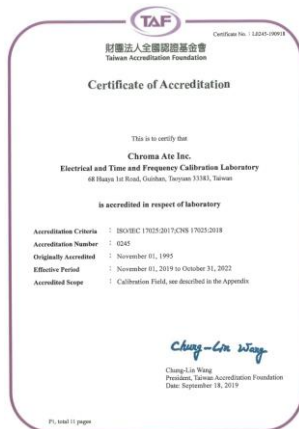 TAF
Certificate No. : L0245-190918
財團法人全國認證基金會
Taiwan Accreditation Foundation
Certificate of Accreditation
This is to certify that
Chroma Ate Inc.
Electrical and Time and Frequency Calibration Laboratory
68 Huaya 1st Road, Guishan, Taoyuan 33383, Taiwan
is accredited in respect of laboratory
Accreditation Criteria : ISO/IEC 17025:2017;CNS 17025:2018
Accreditation Number : 0245
Originally Accredited : November 01, 1995
Effective Period : November 01, 2019 to October 31, 2022
Accredited Scope : Calibration Field, see described in the Appendix
Chung-Lin Wang
Chung-Lin Wang
President, Taiwan Accreditation Foundation
Date: September 18, 2019
P1, total 11 pages